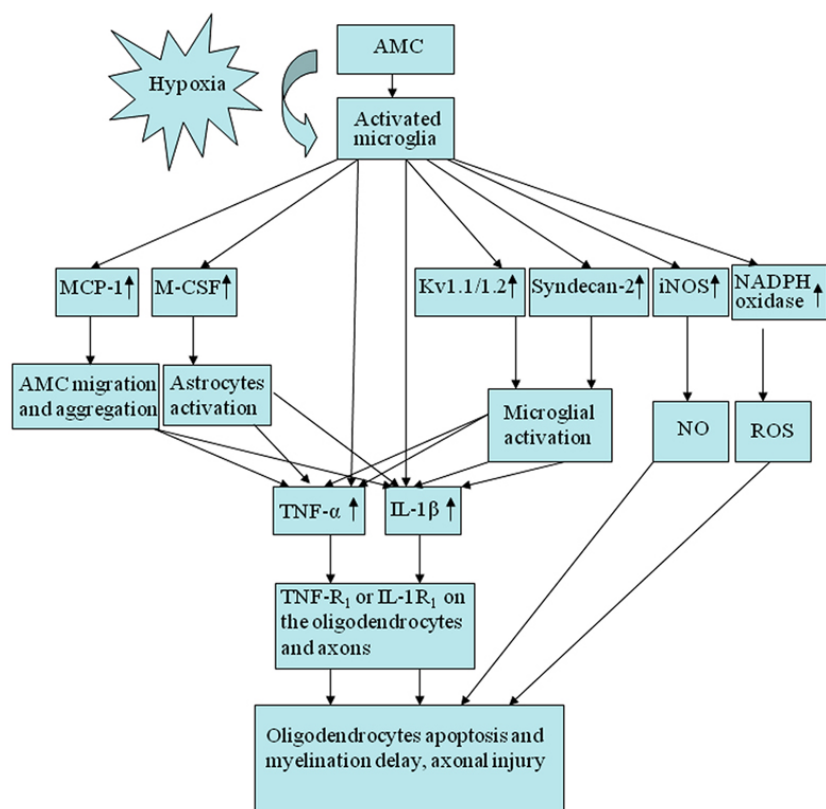 AMC
Hypoxia
Activated
microglia
MCP-1↑
M-CSF↑
Kv1.1/1.2↑
Syndecan-2↑
iNOS↑
NADPH
oxidase ↑
AMC migration
and aggregation
Astrocytes
activation
Microglial
activation
NO
ROS
TNF-α ↑
IL-1β ↑
TNF-R₁ or IL-1R₁ on
the oligodendrocytes
and axons
Oligodendrocytes apoptosis and
myelination delay, axonal injury